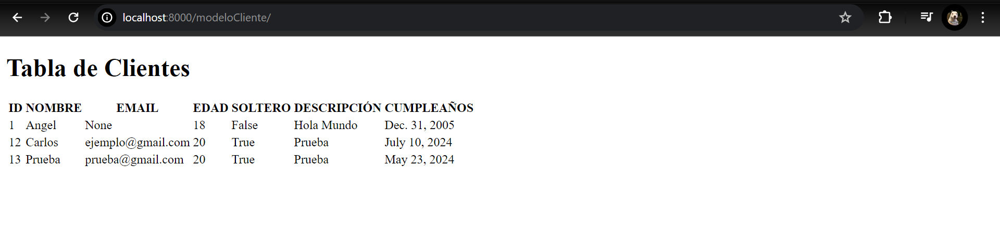 localhost:8000/modeloCliente/
Tabla de Clientes
ID NOMBRE EMAIL EDAD SOLTERO DESCRIPCIÓN CUMPLEAÑOS
1 Angel None 18 False Hola Mundo Dec. 31, 2005
12 Carlos ejemplo@gmail.com 20 True Prueba July 10, 2024
13 Prueba prueba@gmail.com 20 True Prueba May 23, 2024